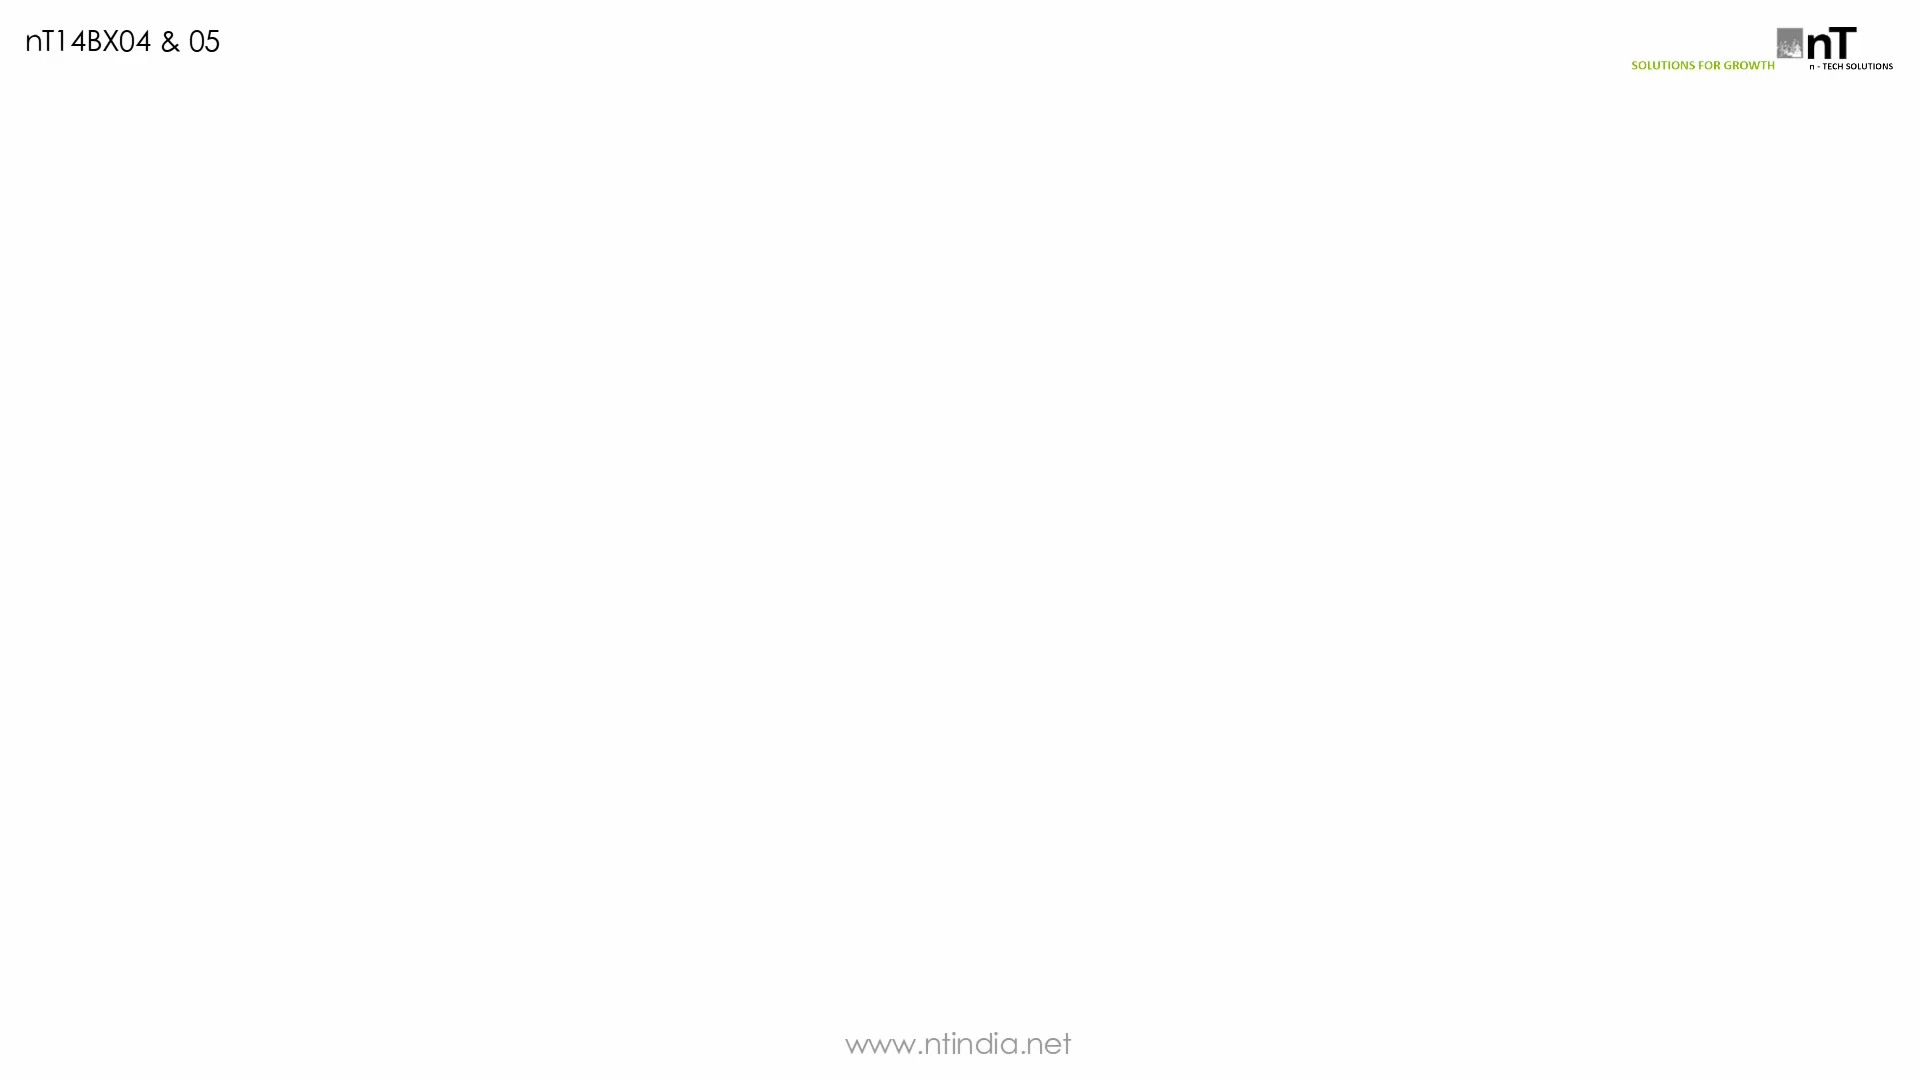 nT14BX04 & 05
nT
SOLUTIONS FOR GROWTH
n - TECH SOLUTIONS
www.ntindia.net